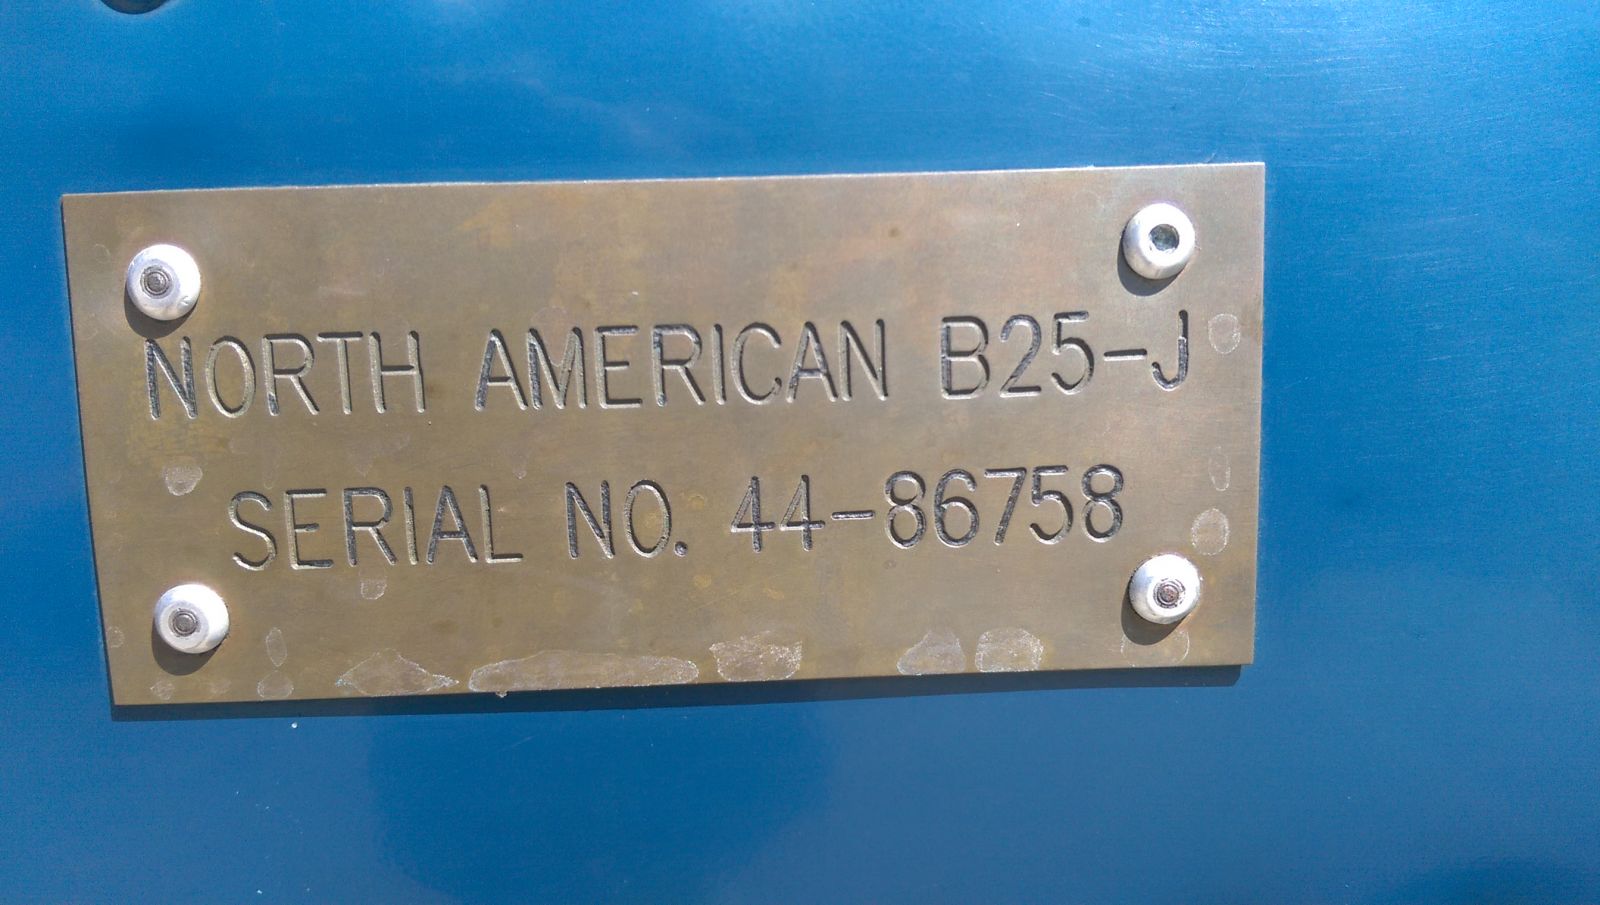 NORTH AMERICAN B25-J
SERIAL NO. 44-86758